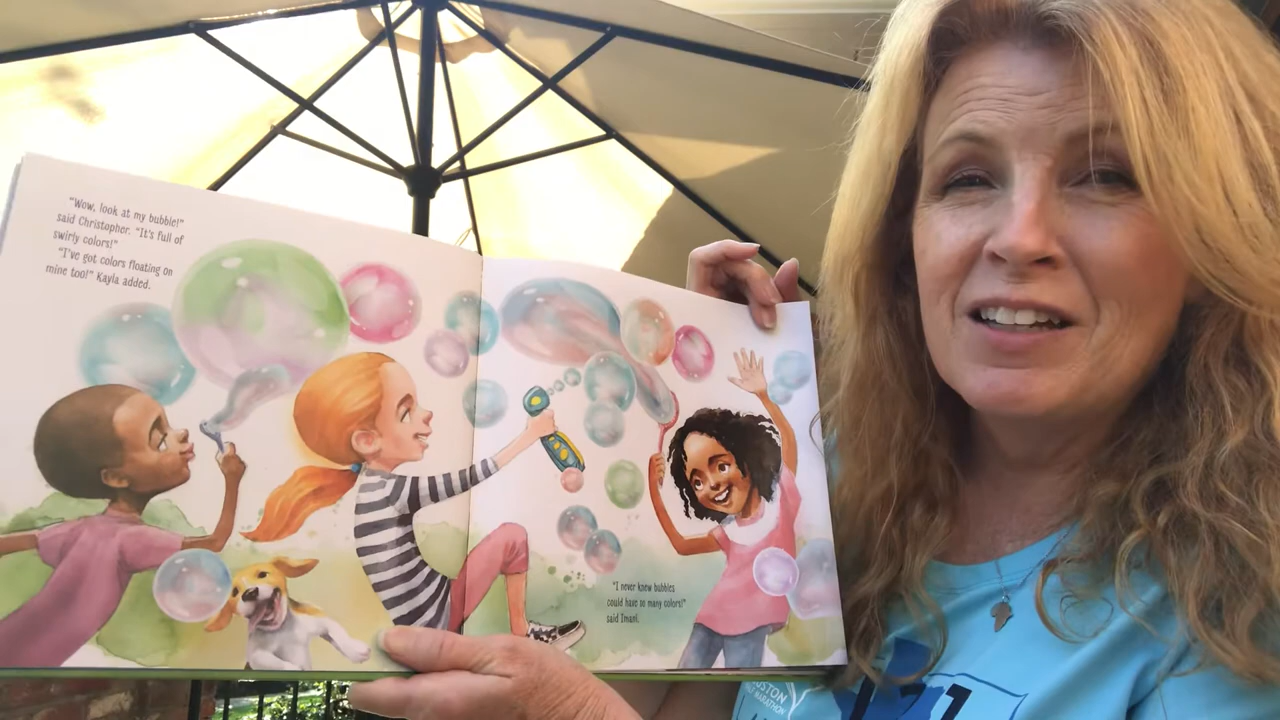 "Wow, look at my bubble!"
said Christopher. "It's full of
swirly colors!"
"I've got colors floating on
mine too!" Kayla added.
"I never knew bubbles
could have so many colors!"
said Imani.
MARATHON